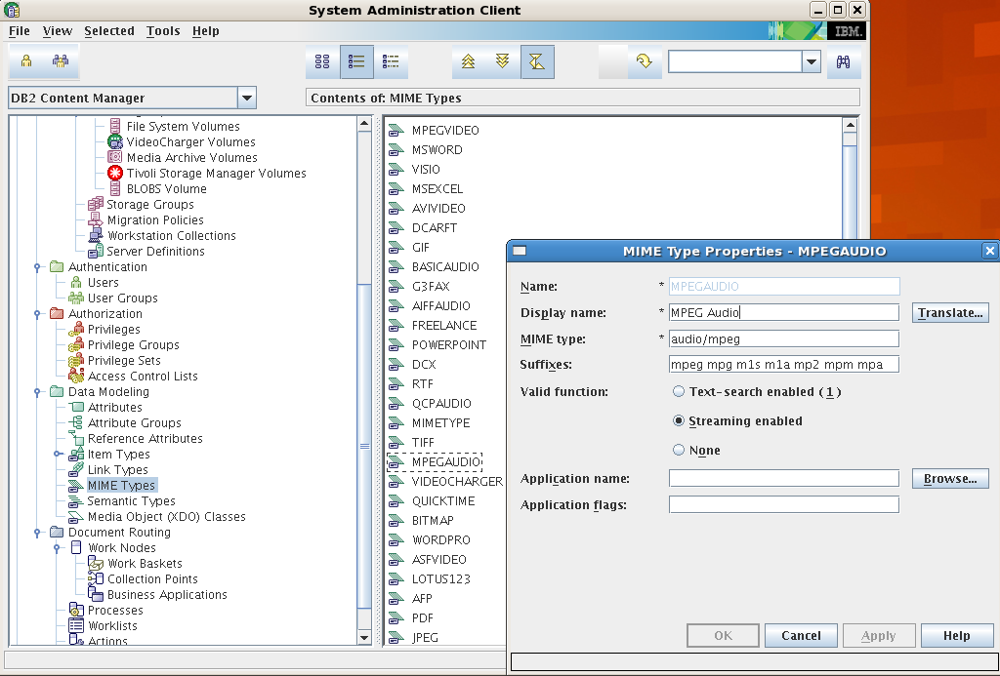 System Administration Client
File View Selected Tools Help
IBM.
DB2 Content Manager
Contents of: MIME Types
File System Volumes
VideoCharger Volumes
Media Archive Volumes
Tivoli Storage Manager Volumes
BLOBS Volume
Storage Groups
Migration Policies
Workstation Collections
Server Definitions
Authentication
Users
User Groups
Authorization
Privileges
Privilege Groups
Privilege Sets
Access Control Lists
Data Modeling
Attributes
Attribute Groups
Reference Attributes
Item Types
Link Types
MIME Types
Semantic Types
Media Object (XDO) Classes
Document Routing
Work Nodes
Work Baskets
Collection Points
Business Applications
Processes
Worklists
Actions
MPEGVIDEO
MSWORD
VISIO
MSEXCEL
AVIVIDEO
DCARFT
GIF
BASICAUDIO
G3FAX
AIFFAUDIO
FREELANCE
POWERPOINT
DCX
RTF
QCPAUDIO
MIMETYPE
TIFF
MPEGAUDIO
VIDEOCHARGER
QUICKTIME
BITMAP
WORDPRO
ASFVIDEO
LOTUS123
AFP
PDF
JPEG
MIME Type Properties - MPEGAUDIO
Name: * MPEGAUDIO
Display name: * MPEG Audio Translate...
MIME type: * audio/mpeg
Suffixes: mpeg mpg m1s m1a mp2 mpm mpa
Valid function: Text-search enabled (1)
Streaming enabled
None
Application name: Browse...
Application flags:
OK Cancel Apply Help